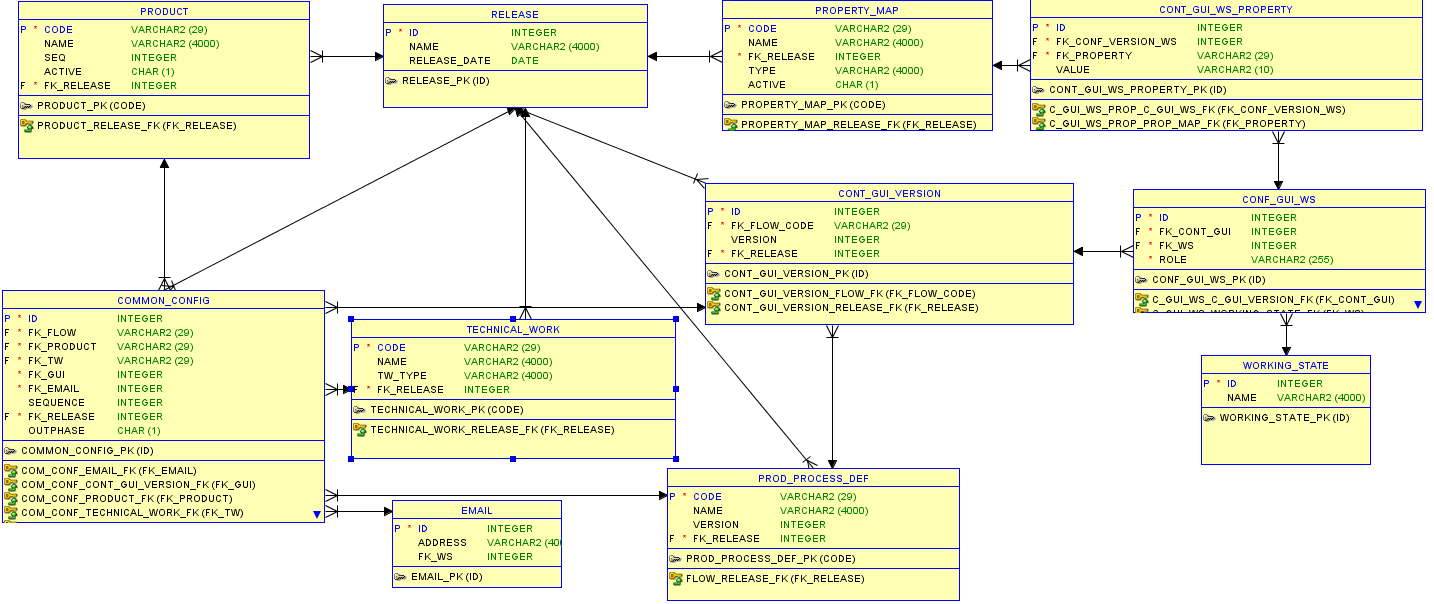 PRODUCT
P * CODE VARCHAR2 (29)
NAME VARCHAR2 (4000)
SEQ INTEGER
ACTIVE CHAR (1)
F * FK_RELEASE INTEGER
PRODUCT_PK (CODE)
PRODUCT_RELEASE_FK (FK_RELEASE)
RELEASE
P * ID INTEGER
NAME VARCHAR2 (4000)
RELEASE_DATE DATE
RELEASE_PK (ID)
PROPERTY_MAP
P * CODE VARCHAR2 (29)
NAME VARCHAR2 (4000)
* FK_RELEASE INTEGER
TYPE VARCHAR2 (4000)
ACTIVE CHAR (1)
PROPERTY_MAP_PK (CODE)
PROPERTY_MAP_RELEASE_FK (FK_RELEASE)
CONT_GUI_WS_PROPERTY
P * ID INTEGER
F * FK_CONF_VERSION_WS INTEGER
F * FK_PROPERTY VARCHAR2 (29)
VALUE VARCHAR2 (10)
CONT_GUI_WS_PROPERTY_PK (ID)
C_GUI_WS_PROP_C_GUI_WS_FK (FK_CONF_VERSION_WS)
C_GUI_WS_PROP_PROP_MAP_FK (FK_PROPERTY)
CONT_GUI_VERSION
P * ID INTEGER
F * FK_FLOW_CODE VARCHAR2 (29)
VERSION INTEGER
F * FK_RELEASE INTEGER
CONT_GUI_VERSION_PK (ID)
CONT_GUI_VERSION_FLOW_FK (FK_FLOW_CODE)
CONT_GUI_VERSION_RELEASE_FK (FK_RELEASE)
CONF_GUI_WS
P * ID INTEGER
F * FK_CONT_GUI INTEGER
F * FK_WS INTEGER
* ROLE VARCHAR2 (255)
CONF_GUI_WS_PK (ID)
C_GUI_WS_C_GUI_VERSION_FK (FK_CONT_GUI)
C_GUI_WS_WORKING_STATE_FK (FK_WS)
COMMON_CONFIG
P * ID INTEGER
F * FK_FLOW VARCHAR2 (29)
F * FK_PRODUCT VARCHAR2 (29)
F * FK_TW VARCHAR2 (29)
* FK_GUI INTEGER
* FK_EMAIL INTEGER
SEQUENCE INTEGER
F * FK_RELEASE INTEGER
OUTPHASE CHAR (1)
COMMON_CONFIG_PK (ID)
COM_CONF_EMAIL_FK (FK_EMAIL)
COM_CONF_CONT_GUI_VERSION_FK (FK_GUI)
COM_CONF_PRODUCT_FK (FK_PRODUCT)
COM_CONF_TECHNICAL_WORK_FK (FK_TW)
TECHNICAL_WORK
P * CODE VARCHAR2 (29)
NAME VARCHAR2 (4000)
TW_TYPE VARCHAR2 (4000)
F * FK_RELEASE INTEGER
TECHNICAL_WORK_PK (CODE)
TECHNICAL_WORK_RELEASE_FK (FK_RELEASE)
WORKING_STATE
P * ID INTEGER
NAME VARCHAR2 (4000)
WORKING_STATE_PK (ID)
EMAIL
P * ID INTEGER
ADDRESS VARCHAR2 (400
FK_WS INTEGER
EMAIL_PK (ID)
PROD_PROCESS_DEF
P * CODE VARCHAR2 (29)
NAME VARCHAR2 (4000)
VERSION INTEGER
F * FK_RELEASE INTEGER
PROD_PROCESS_DEF_PK (CODE)
FLOW_RELEASE_FK (FK_RELEASE)